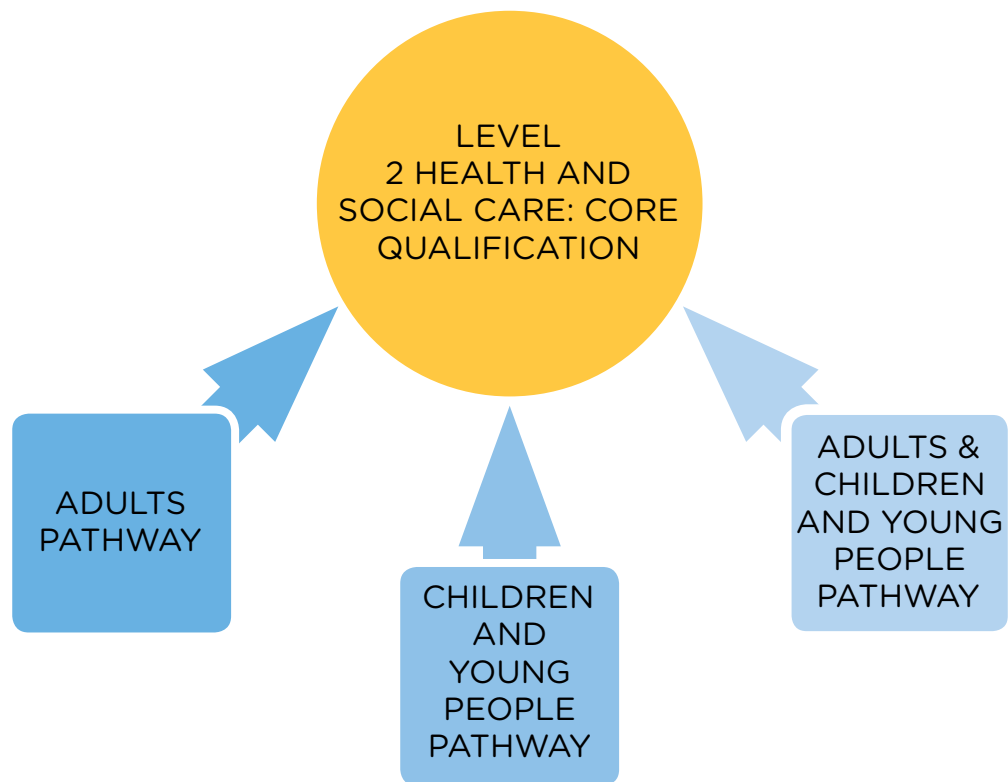 LEVEL
2 HEALTH AND
SOCIAL CARE: CORE
QUALIFICATION
ADULTS
PATHWAY
CHILDREN
AND
YOUNG
PEOPLE
PATHWAY
ADULTS &
CHILDREN
AND YOUNG
PEOPLE
PATHWAY